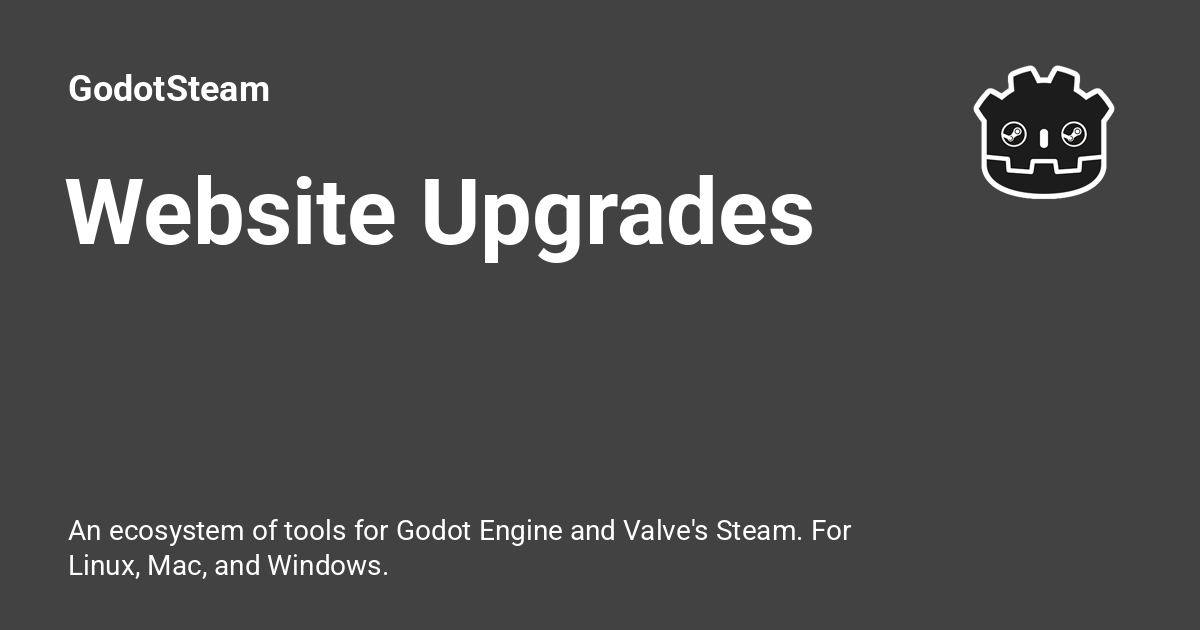 GodotSteam
Website Upgrades
An ecosystem of tools for Godot Engine and Valve's Steam. For
Linux, Mac, and Windows.